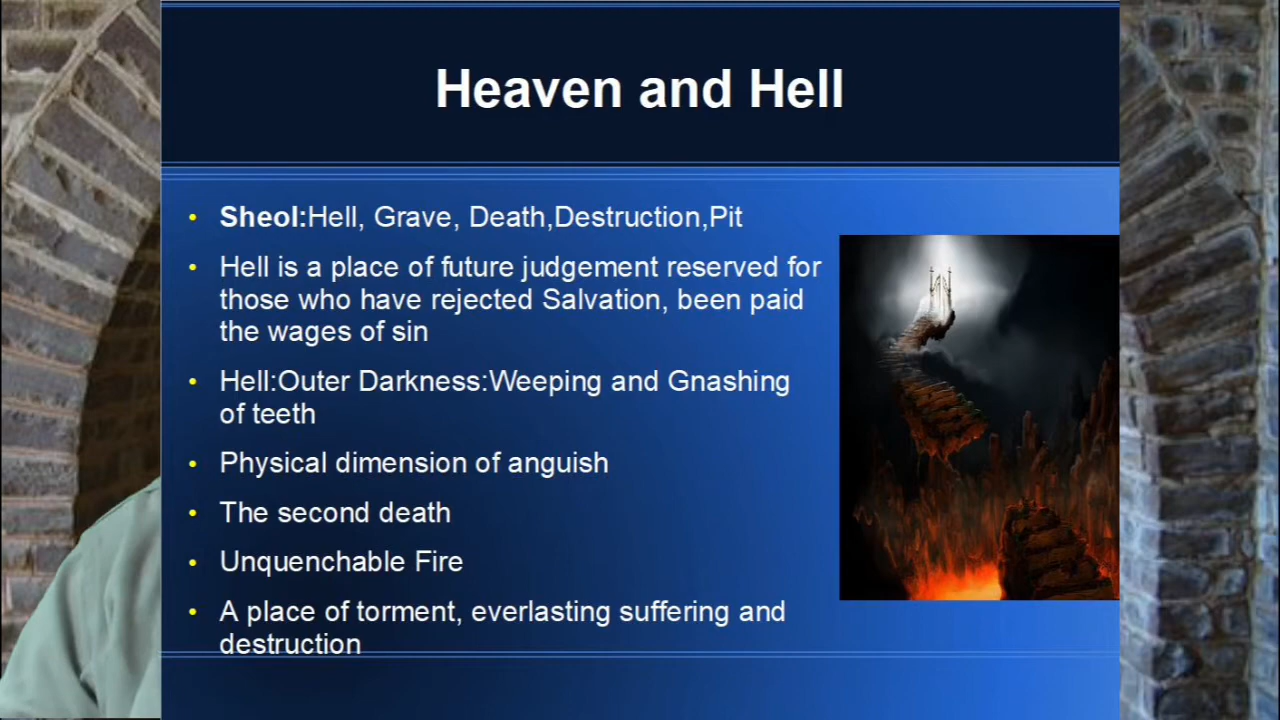 Heaven and Hell
Sheol:Hell, Grave, Death,Destruction,Pit
Hell is a place of future judgement reserved for
those who have rejected Salvation, been paid
the wages of sin
Hell:Outer Darkness:Weeping and Gnashing
of teeth
Physical dimension of anguish
The second death
Unquenchable Fire
A place of torment, everlasting suffering and
destruction